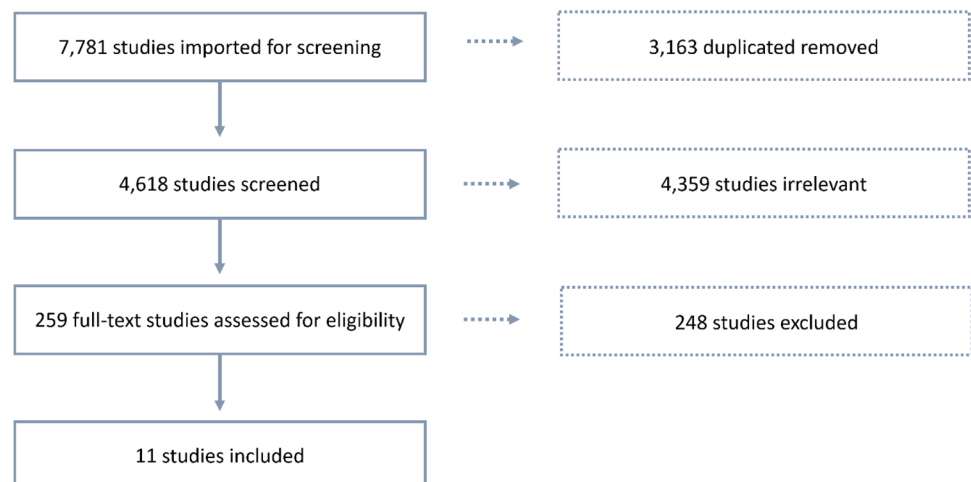 7,781 studies imported for screening
3,163 duplicated removed
4,618 studies screened
4,359 studies irrelevant
259 full-text studies assessed for eligibility
248 studies excluded
11 studies included